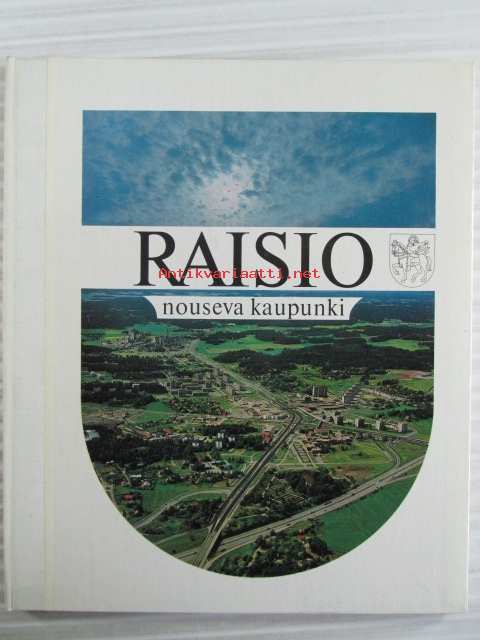 RAISIO
Antikvariaatti.net
nouseva kaupunki